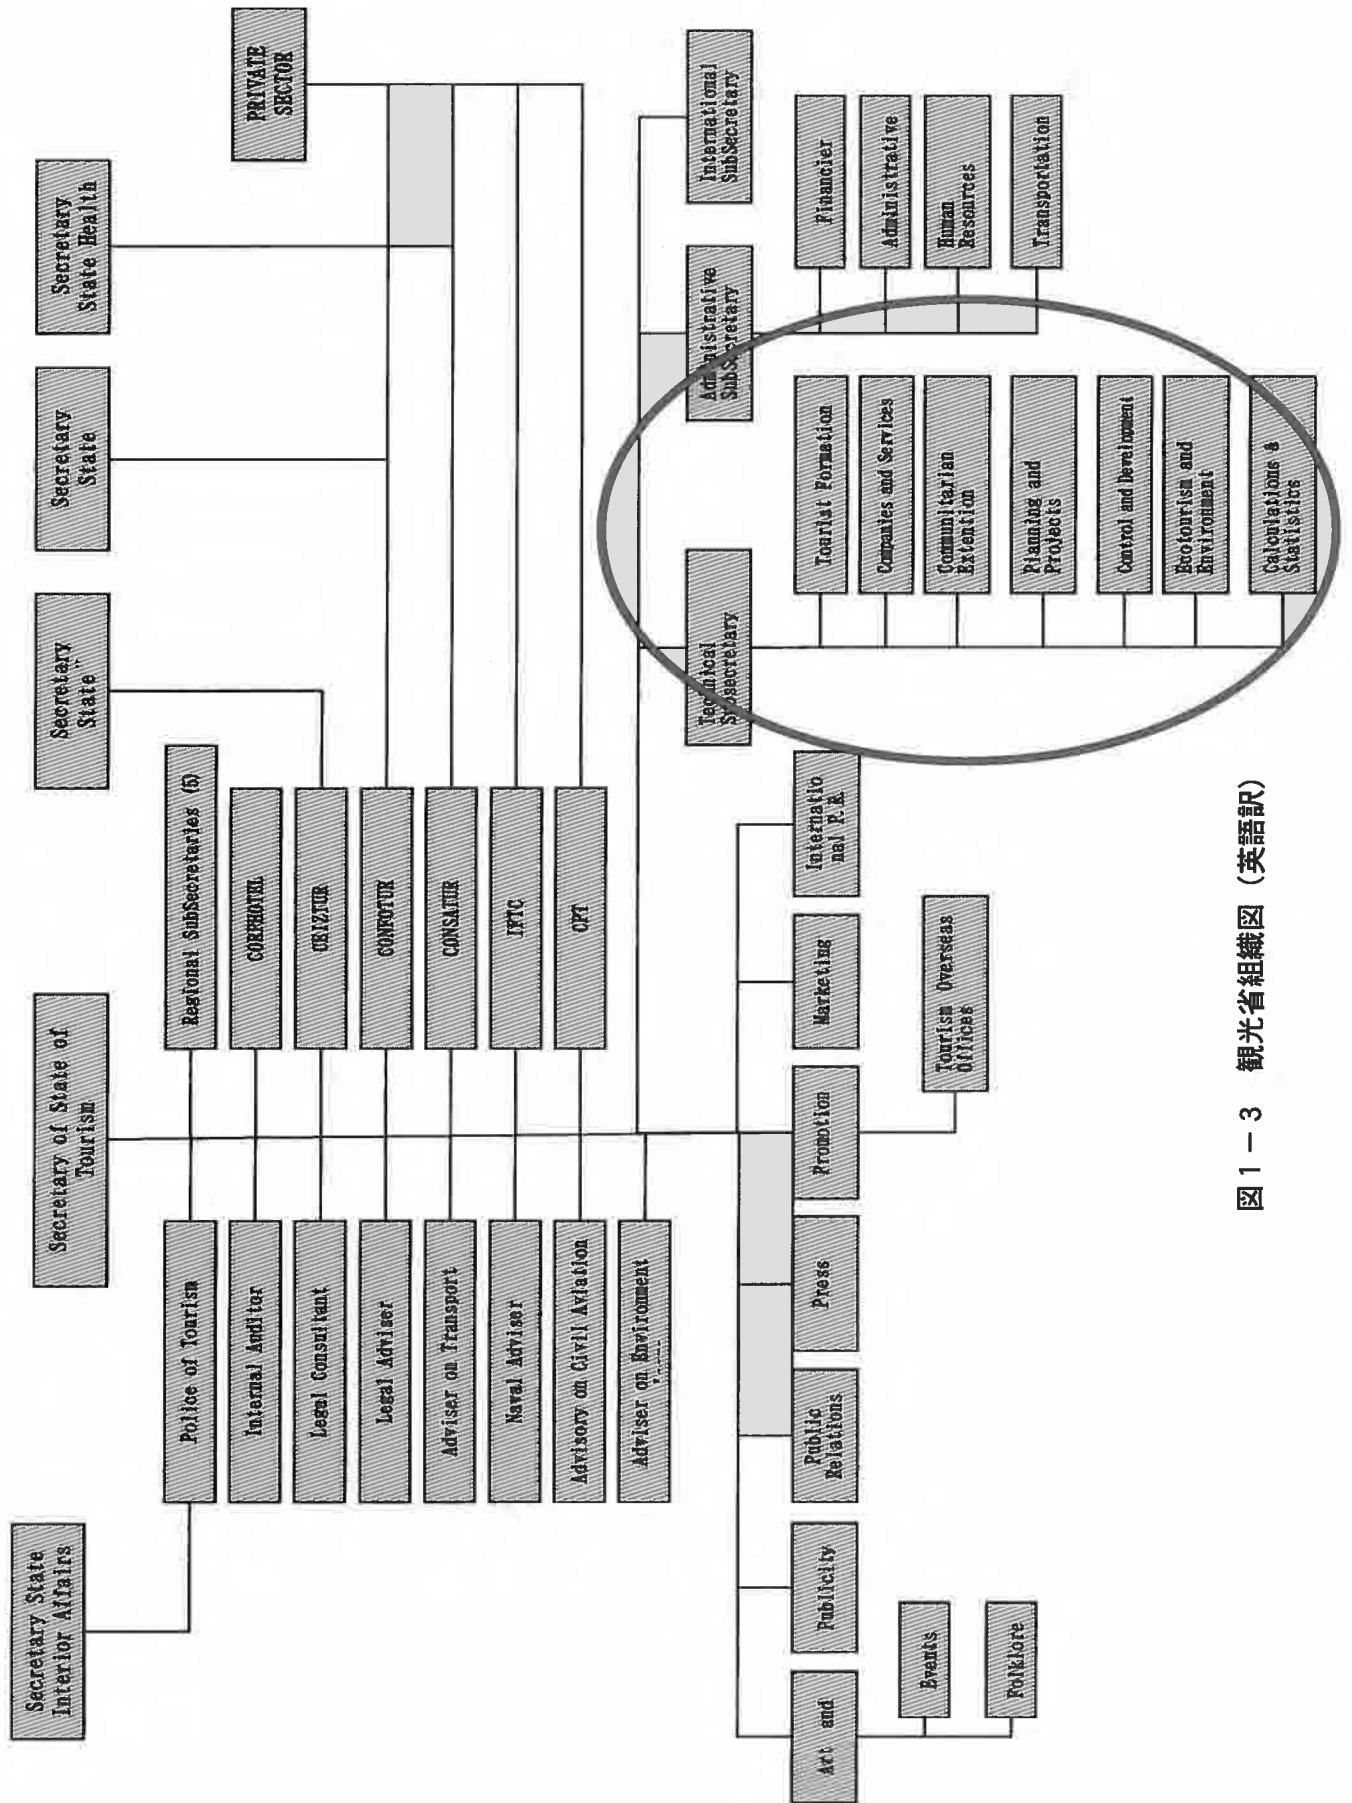 Secretary State
Interior Affairs
Secretary of State of
Tourism
Secretary
State"
Secretary
State
Secretary
State Health
PRIVATE
SECTOR
Police of Tourism
Internal Auditor
Legal Consultant
Legal Adviser
Adviser on Transport
Naval Adviser
Advisory on Civil Aviation
Adviser on Environment
Regional SubSecretaries (5)
CORPHOTEL
CEIZTUR
CONFOTUR
CONSATUR
IFTC
CPT
Technical
Subsecretary
Administrative
SubSecretary
International
SubSecretary
Art and
Publicity
Public
Relations
Press
Promotion
Marketing
Internatio
nal P.R.
Events
Folklore
Tourism Overseas
Offices
Tourist Formation
Companies and Services
Communitarian
Extention
Planning and
Projects
Control and Development
Ecotourism and
Environment
Calculations &
Statistics
Financier
Administrative
Human
Resources
Transportation
図1-3 観光省組織図(英語訳)